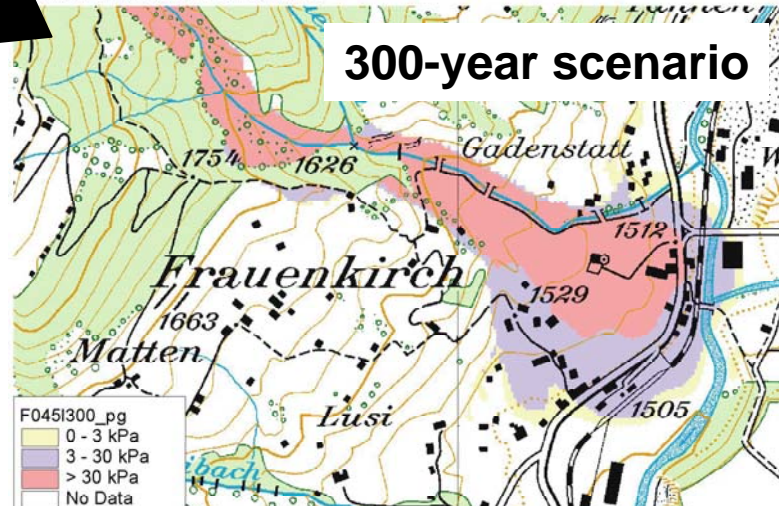 300-year scenario
Gadenstatt
1754
1626
1512
Frauenkirch
1529
1663
Matten
1505
Lusi
F045I300_pg
0 - 3 kPa
3 - 30 kPa
> 30 kPa
No Data